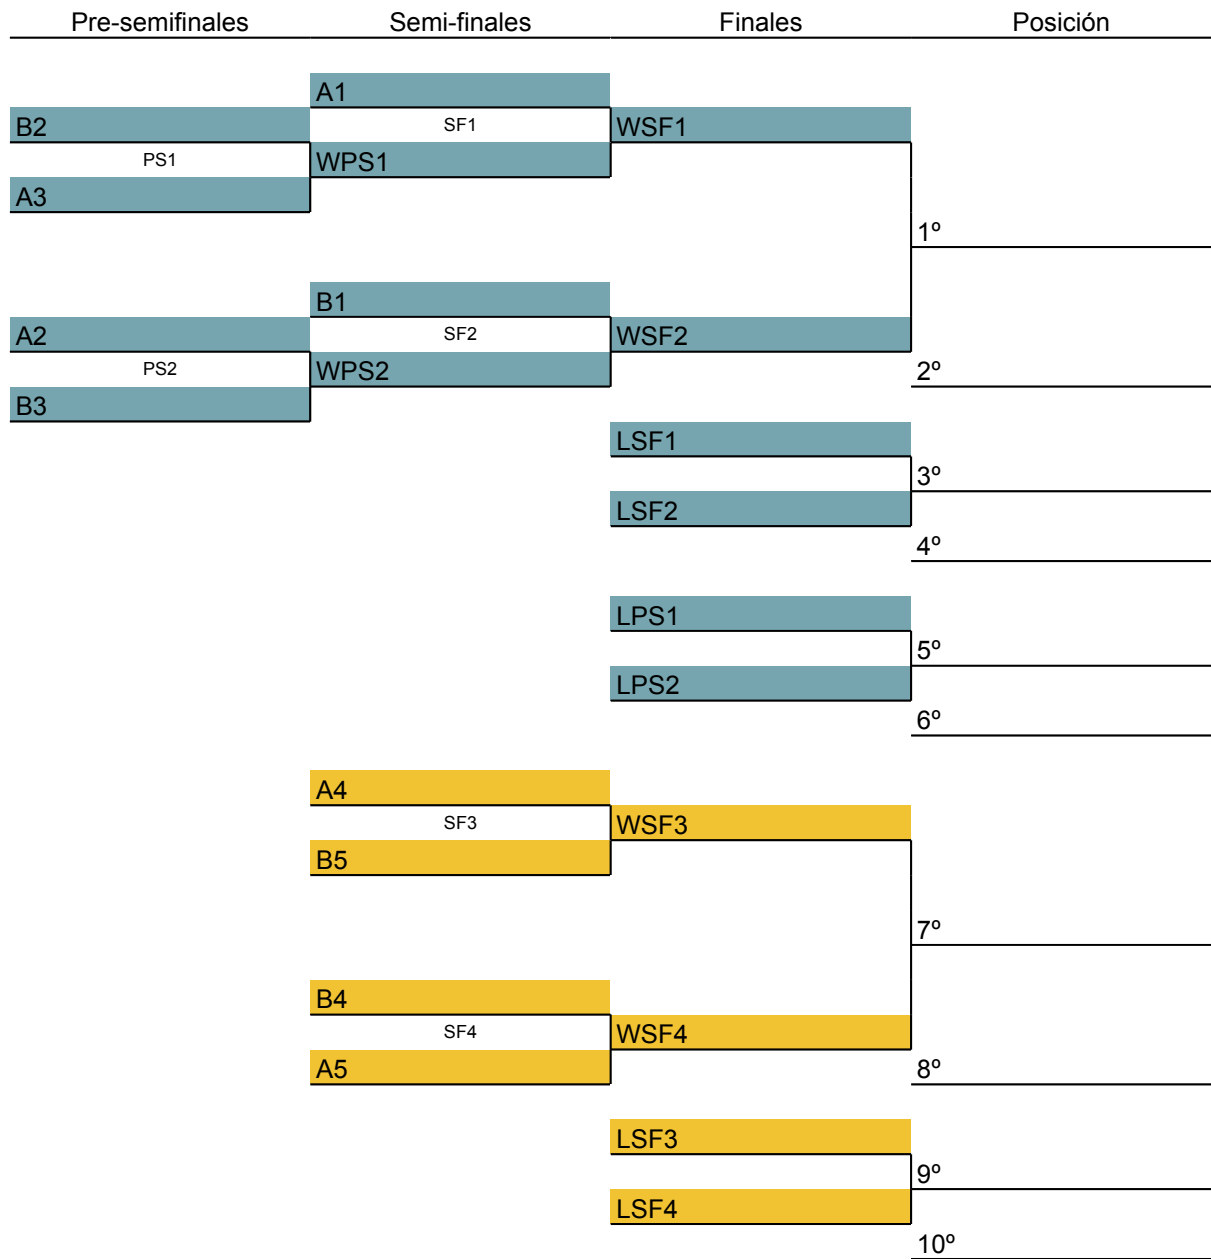 Pre-semifinales Semi-finales Finales Posición
A1
B2 SF1 WSF1
PS1 WPS1
A3
1º
B1
A2 SF2 WSF2
PS2 WPS2 2º
B3
LSF1
3º
LSF2
4º
LPS1
5º
LPS2
6º
A4
SF3 WSF3
B5
7º
B4
SF4 WSF4
A5 8º
LSF3
9º
LSF4
10º